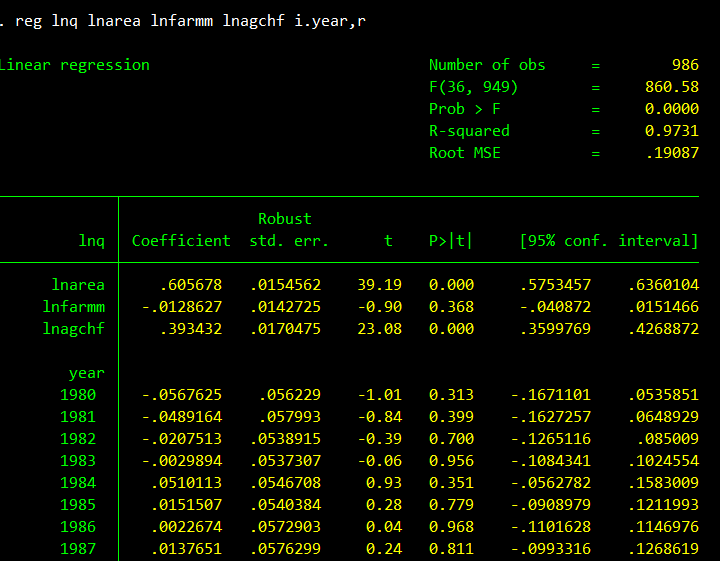 . reg lnq lnarea lnfarmm lnagchf i.year,r
Linear regression Number of obs = 986
F(36, 949) = 860.58
Prob > F = 0.0000
R-squared = 0.9731
Root MSE = .19087
Robust
lnq Coefficient std. err. t P>|t| [95% conf. interval]
lnarea .605678 .0154562 39.19 0.000 .5753457 .6360104
lnfarmm -.0128627 .0142725 -0.90 0.368 -.040872 .0151466
lnagchf .393432 .0170475 23.08 0.000 .3599769 .4268872
year
1980 -.0567625 .056229 -1.01 0.313 -.1671101 .0535851
1981 -.0489164 .057993 -0.84 0.399 -.1627257 .0648929
1982 -.0207513 .0538915 -0.39 0.700 -.1265116 .085009
1983 -.0029894 .0537307 -0.06 0.956 -.1084341 .1024554
1984 .0510113 .0546708 0.93 0.351 -.0562782 .1583009
1985 .0151507 .0540384 0.28 0.779 -.0908979 .1211993
1986 .0022674 .0572903 0.04 0.968 -.1101628 .1146976
1987 .0137651 .0576299 0.24 0.811 -.0993316 .1268619